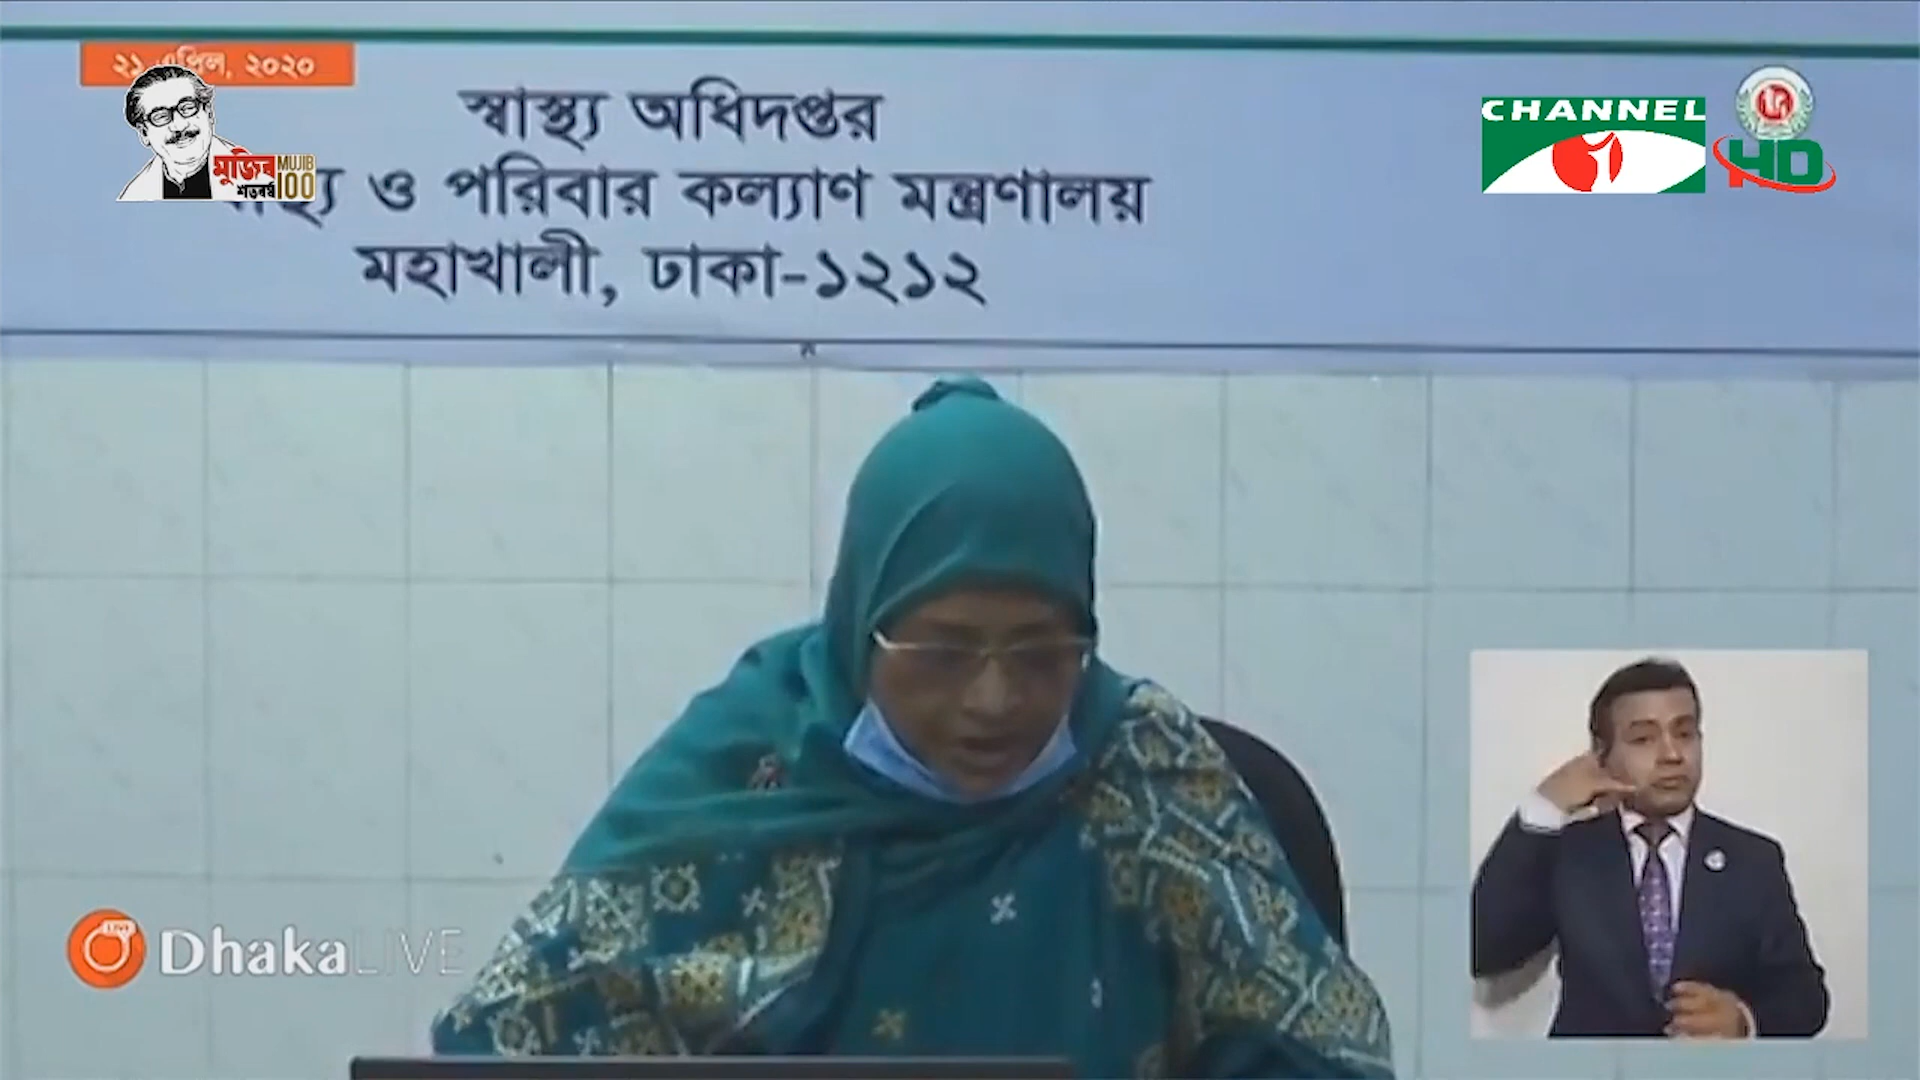 ২১ এপ্রিল, ২০২০
স্বাস্থ্য অধিদপ্তর
ও পরিবার কল্যাণ মন্ত্রণালয়
মহাখালী, ঢাকা-১২১২
মুজিব MUJIB
শতবর্ষ 100
CHANNEL
i HD
LIVE
DhakaLIVE